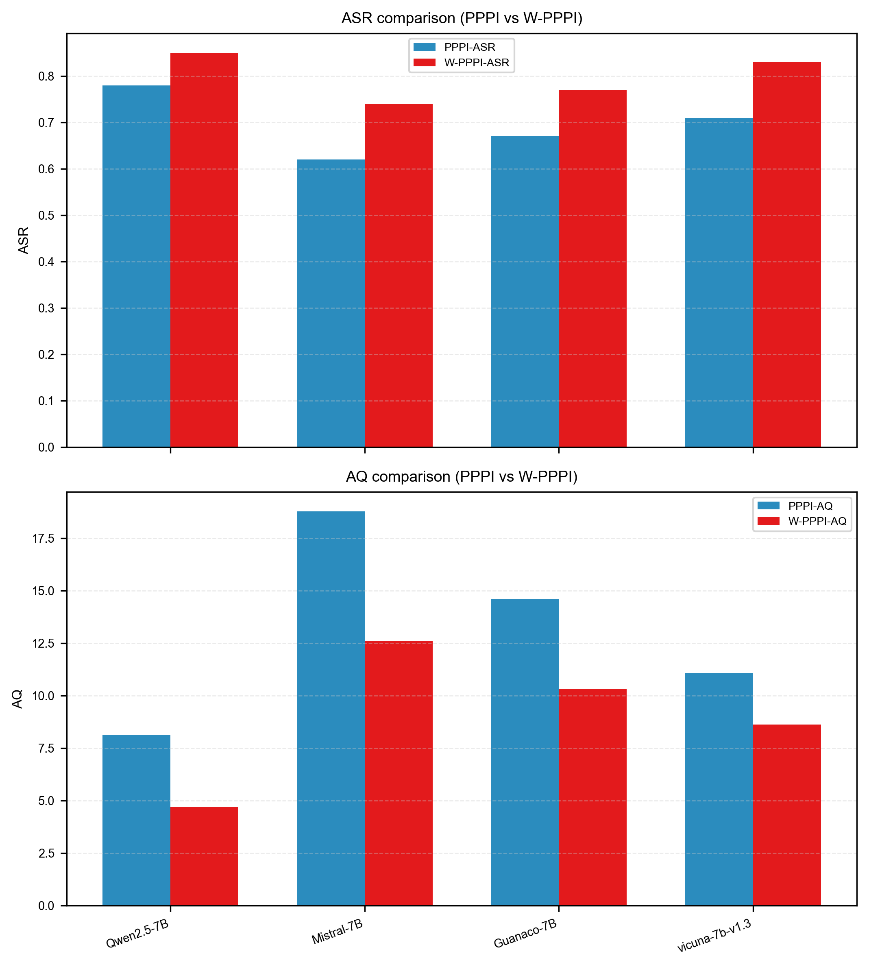 ASR comparison (PPPI vs W-PPPI)
PPPI-ASR
W-PPPI-ASR
0.8
0.7
0.6
0.5
0.4
0.3
0.2
0.1
0.0
ASR
AQ comparison (PPPI vs W-PPPI)
PPPI-AQ
W-PPPI-AQ
17.5
15.0
12.5
10.0
7.5
5.0
2.5
0.0
AQ
Qwen2.5-7B
Mistral-7B
Guanaco-7B
vicuna-7b-v1.3